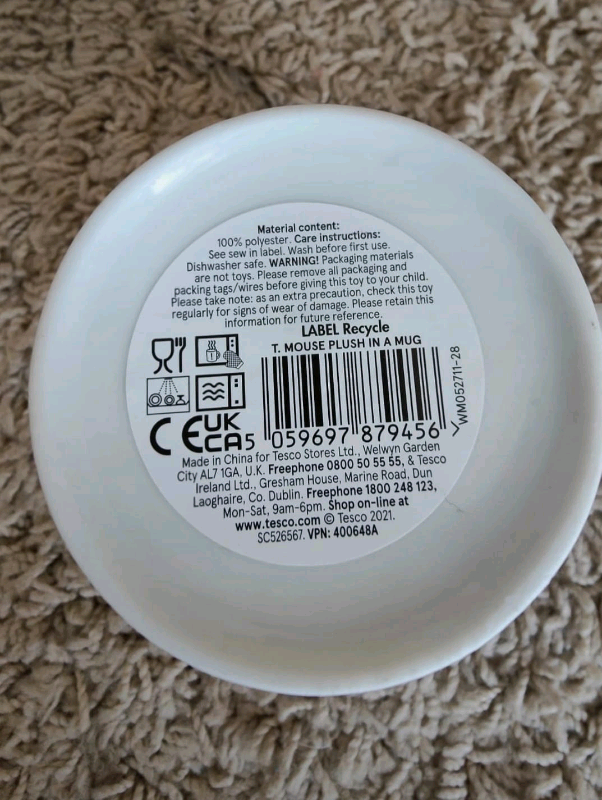 Material content:
100% polyester. Care instructions:
See sew in label. Wash before first use.
Dishwasher safe. WARNING! Packaging materials
are not toys. Please remove all packaging and
packing tags/wires before giving this toy to your child.
Please take note: as an extra precaution, check this toy
regularly for signs of wear of damage. Please retain this
information for future reference.
LABEL Recycle
T. MOUSE PLUSH IN A MUG
WM052711-28
CE UK
CA
5 059697 879456 >
Made in China for Tesco Stores Ltd., Welwyn Garden
City AL7 1GA, U.K. Freephone 0800 50 55 55, & Tesco
Ireland Ltd., Gresham House, Marine Road, Dun
Laoghaire, Co. Dublin. Freephone 1800 248 123,
Mon-Sat, 9am-6pm. Shop on-line at
www.tesco.com © Tesco 2021.
SC526567. VPN: 400648A